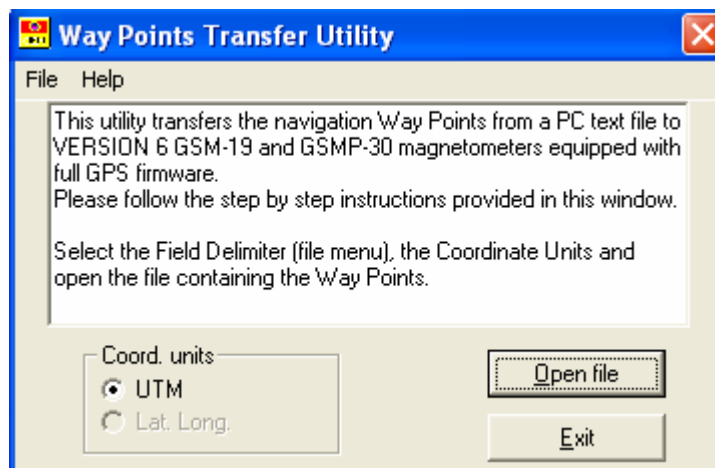 Way Points Transfer Utility
File Help
This utility transfers the navigation Way Points from a PC text file to
VERSION 6 GSM-19 and GSMP-30 magnetometers equipped with
full GPS firmware.
Please follow the step by step instructions provided in this window.
Select the Field Delimiter (file menu), the Coordinate Units and
open the file containing the Way Points.
Coord. units
UTM
Lat. Long.
Open file
Exit